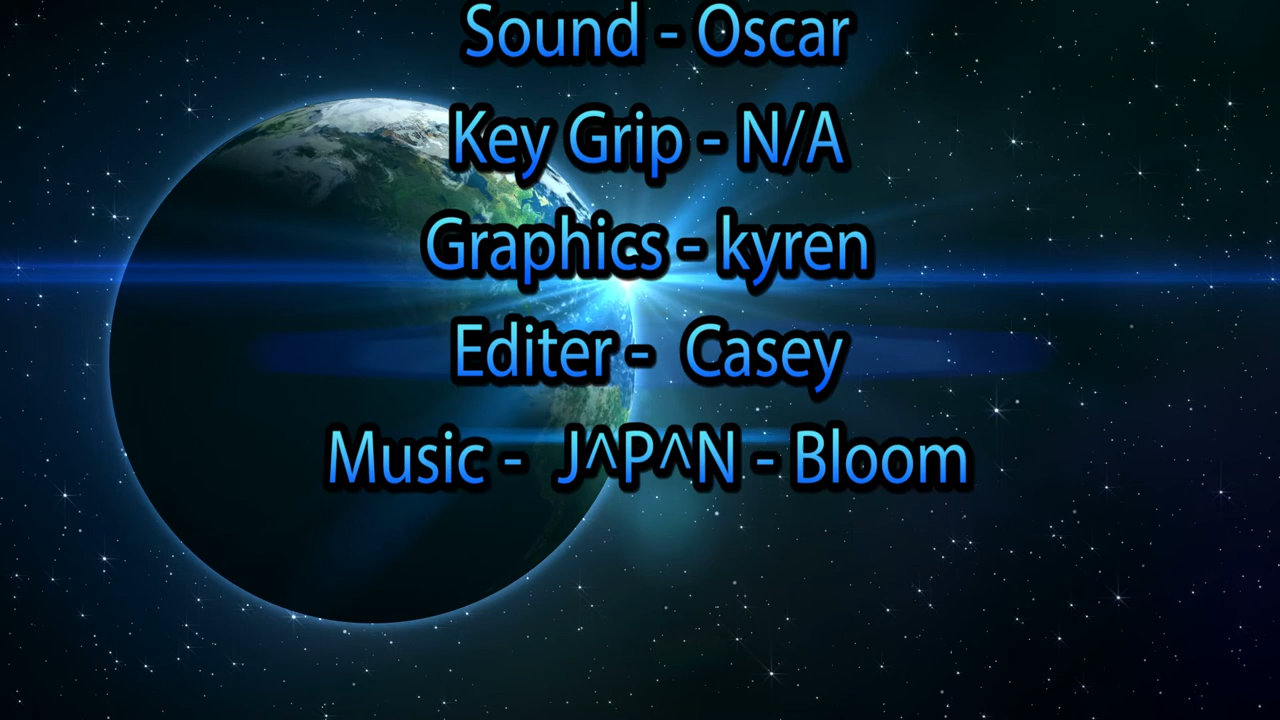 Sound - Oscar
Key Grip - N/A
Graphics - kyren
Editer - Casey
Music - J^P^N - Bloom